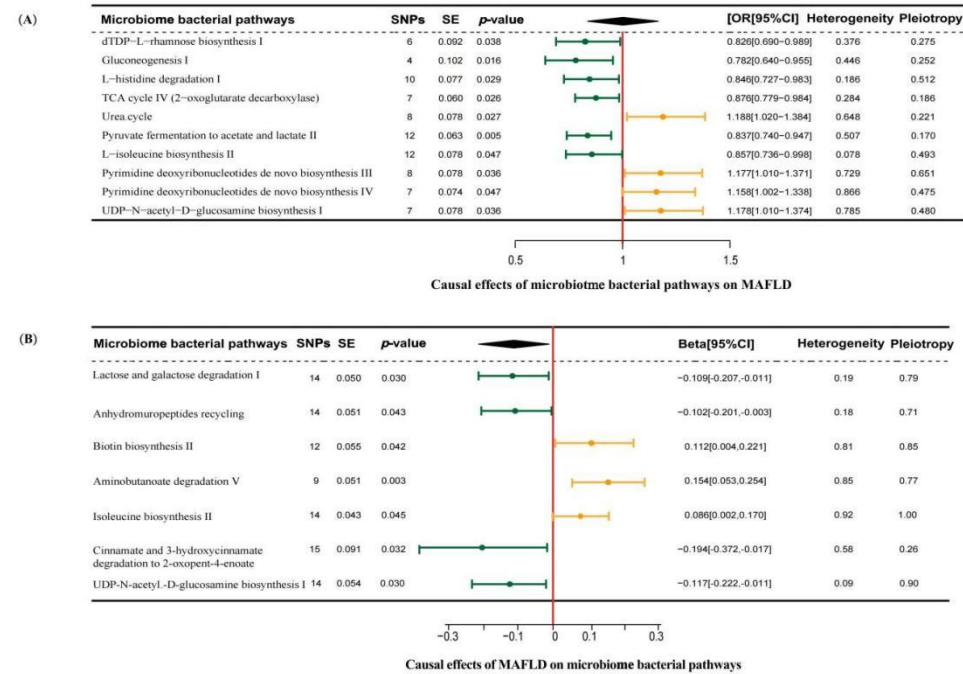 (A)
Microbiome bacterial pathways SNPs SE p-value [OR[95%CI] Heterogeneity Pleiotropy
dTDP−L−rhamnose biosynthesis I 6 0.092 0.038 0.826[0.690−0.989] 0.376 0.275
Gluconeogenesis I 4 0.102 0.016 0.782[0.640−0.955] 0.446 0.252
L−histidine degradation I 10 0.077 0.029 0.846[0.727−0.983] 0.186 0.512
TCA cycle IV (2−oxoglutarate decarboxylase) 7 0.060 0.026 0.876[0.779−0.984] 0.284 0.186
Urea.cycle 8 0.078 0.027 1.188[1.020−1.384] 0.648 0.221
Pyruvate fermentation to acetate and lactate II 12 0.063 0.005 0.837[0.740−0.947] 0.507 0.170
L−isoleucine biosynthesis II 12 0.078 0.047 0.857[0.736−0.998] 0.078 0.493
Pyrimidine deoxyribonucleotides de novo biosynthesis III 8 0.078 0.036 1.177[1.010−1.371] 0.729 0.651
Pyrimidine deoxyribonucleotides de novo biosynthesis IV 7 0.074 0.047 1.158[1.002−1.338] 0.866 0.475
UDP−N−acetyl−D−glucosamine biosynthesis I 7 0.078 0.036 1.178[1.010−1.374] 0.785 0.480
0.5 1 1.5
Causal effects of microbiotme bacterial pathways on MAFLD
(B)
Microbiome bacterial pathways SNPs SE p-value Beta[95%CI] Heterogeneity Pleiotropy
Lactose and galactose degradation I 14 0.050 0.030 −0.109[-0.207,-0.011] 0.19 0.79
Anhydromuropeptides recycling 14 0.051 0.043 −0.102[-0.201,-0.003] 0.18 0.71
Biotin biosynthesis II 12 0.055 0.042 0.112[0.004,0.221] 0.81 0.85
Aminobutanoate degradation V 9 0.051 0.003 0.154[0.053,0.254] 0.85 0.77
Isoleucine biosynthesis II 14 0.043 0.045 0.086[0.002,0.170] 0.92 1.00
Cinnamate and 3-hydroxycinnamate 15 0.091 0.032 −0.194[-0.372,-0.017] 0.58 0.26
degradation to 2-oxopent-4-enoate
UDP-N-acetyl.-D-glucosamine biosynthesis I 14 0.054 0.030 −0.117[-0.222,-0.011] 0.09 0.90
−0.3 −0.1 0 0.1 0.3
Causal effects of MAFLD on microbiome bacterial pathways